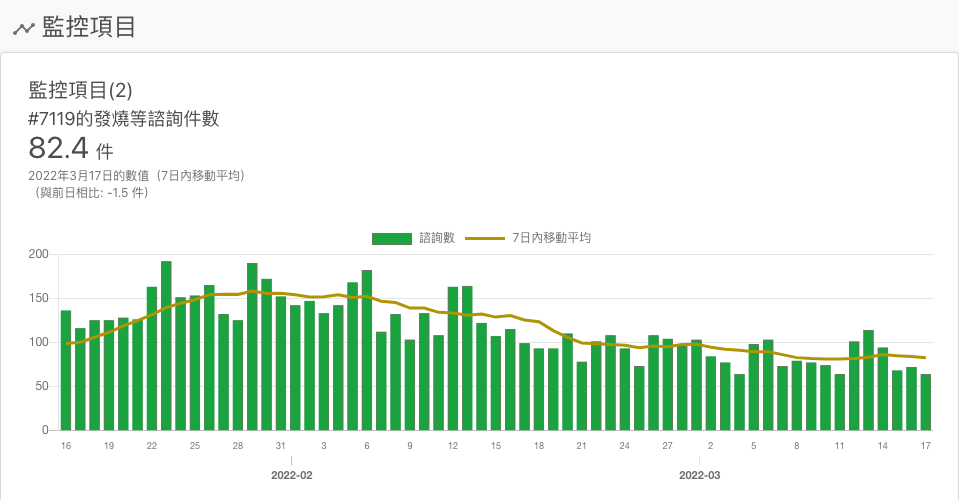 監控項目
監控項目(2)
#7119的發燒等諮詢件數
82.4 件
2022年3月17日的數值（7日內移動平均）
（與前日相比: -1.5 件）
諮詢數 7日內移動平均
200
150
100
50
0
16 19 22 25 28 31 3 6 9 12 15 18 21 24 27 2 5 8 11 14 17
2022-02 2022-03